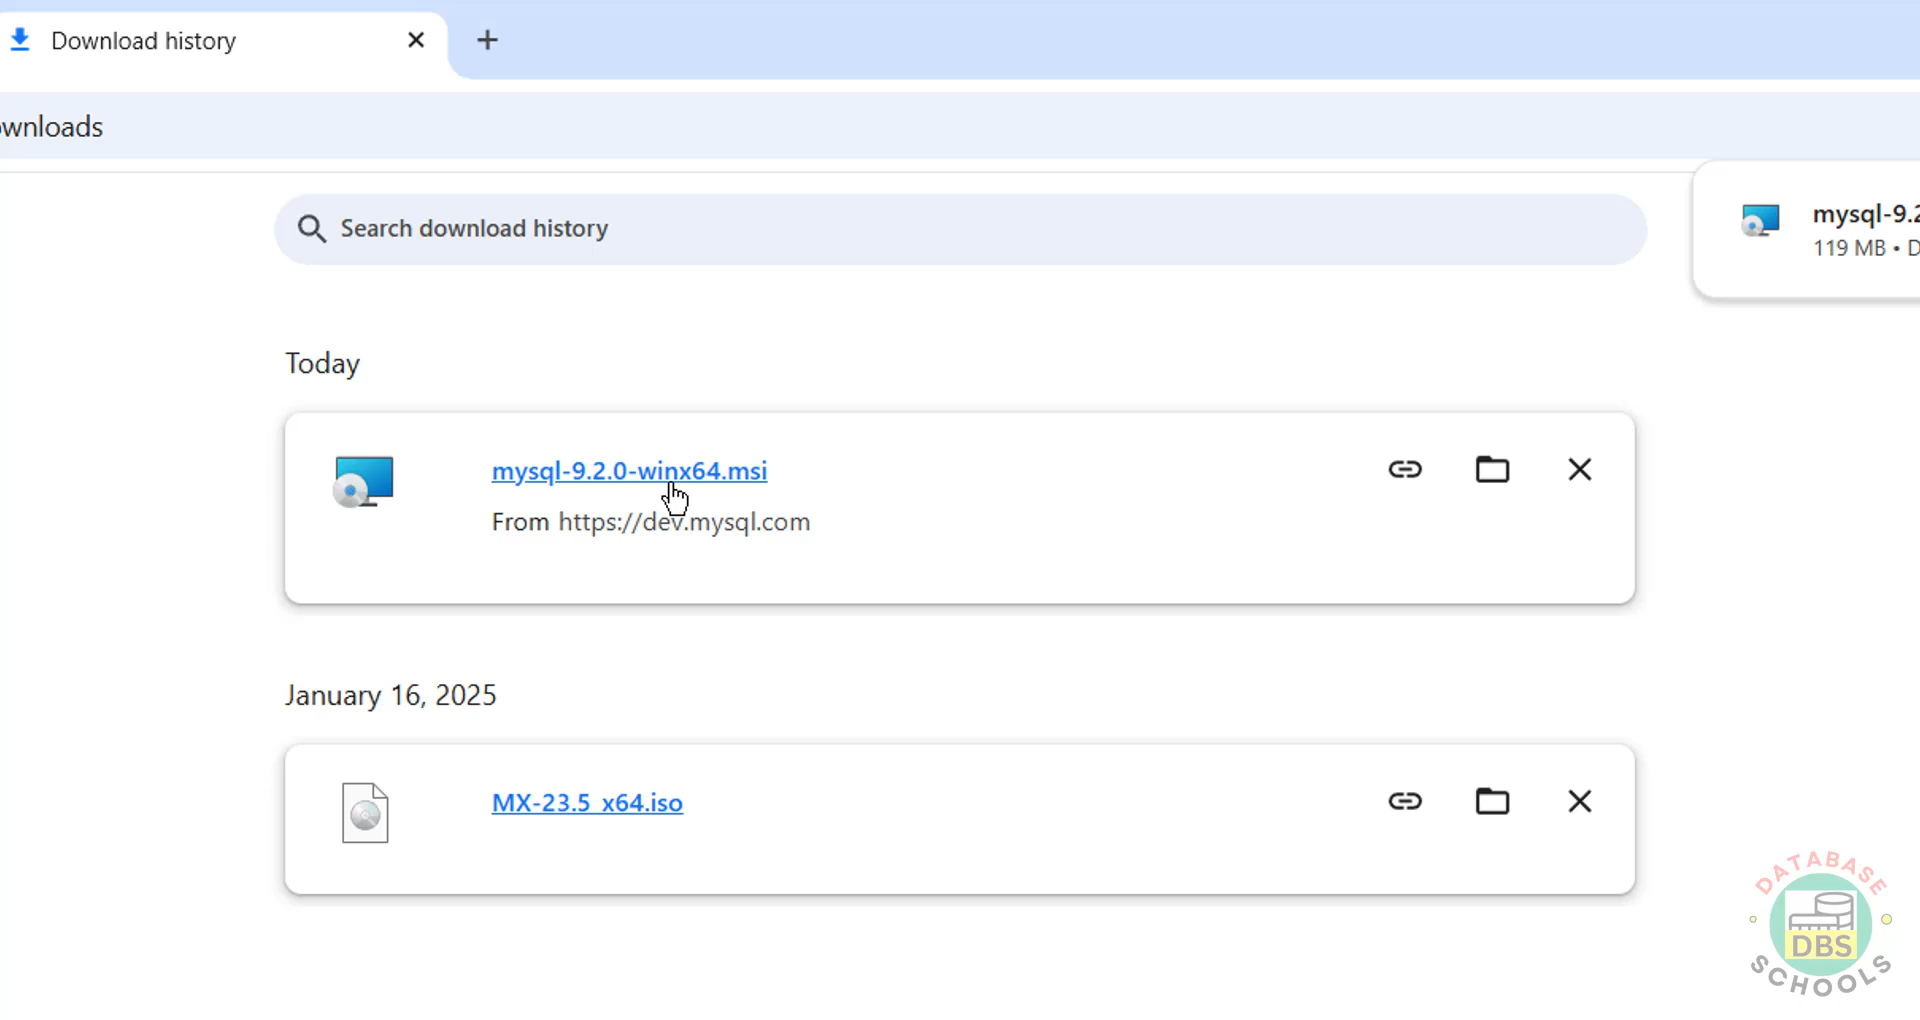 Download history
ownloads
Search download history
mysql-9.2
119 MB • D
Today
mysql-9.2.0-winx64.msi
From https://dev.mysql.com
January 16, 2025
MX-23.5_x64.iso
DATABASE
DBS
SCHOOLS